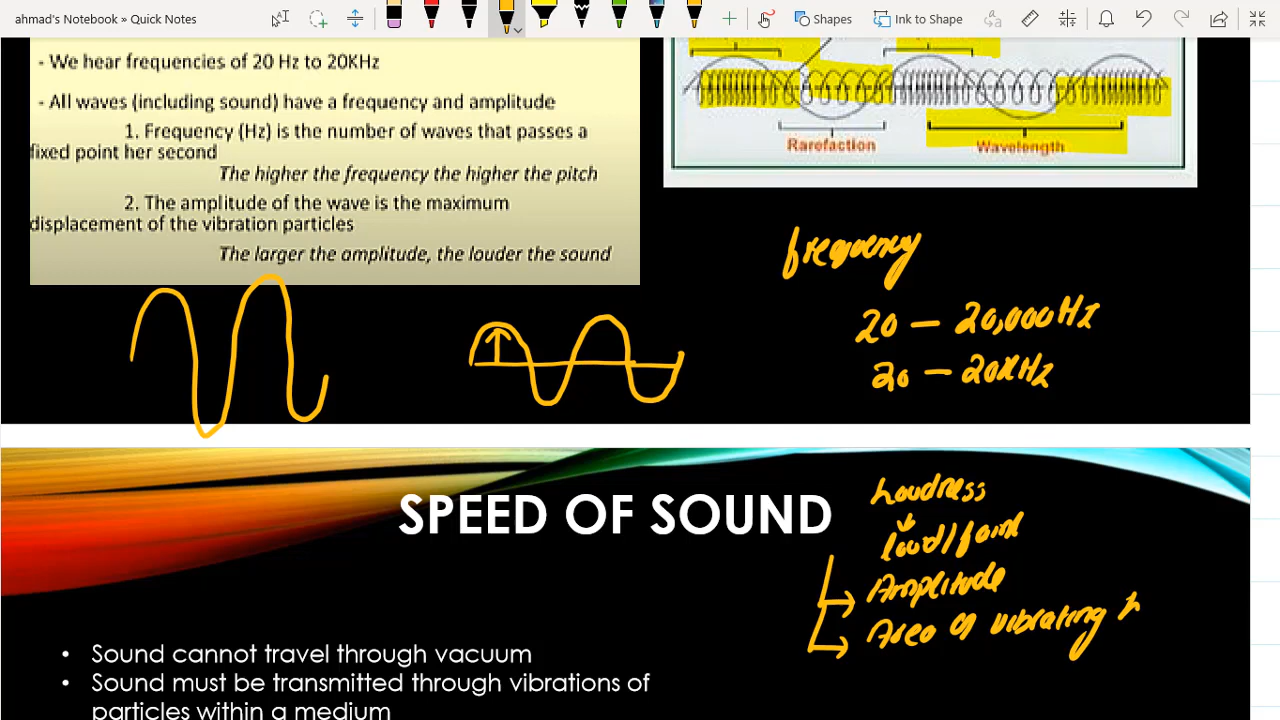 ahmad's Notebook » Quick Notes
Shapes
Ink to Shape
- We hear frequencies of 20 Hz to 20KHz
- All waves (including sound) have a frequency and amplitude
1. Frequency (Hz) is the number of waves that passes a
fixed point her second
The higher the frequency the higher the pitch
2. The amplitude of the wave is the maximum
displacement of the vibration particles
The larger the amplitude, the louder the sound
Rarefaction
Wavelength
frequency
20 – 20,000 Hz
20 – 20KHz
SPEED OF SOUND
Loudness
loud/faint
Amplitude
Area of vibrating
• Sound cannot travel through vacuum
• Sound must be transmitted through vibrations of
particles within a medium